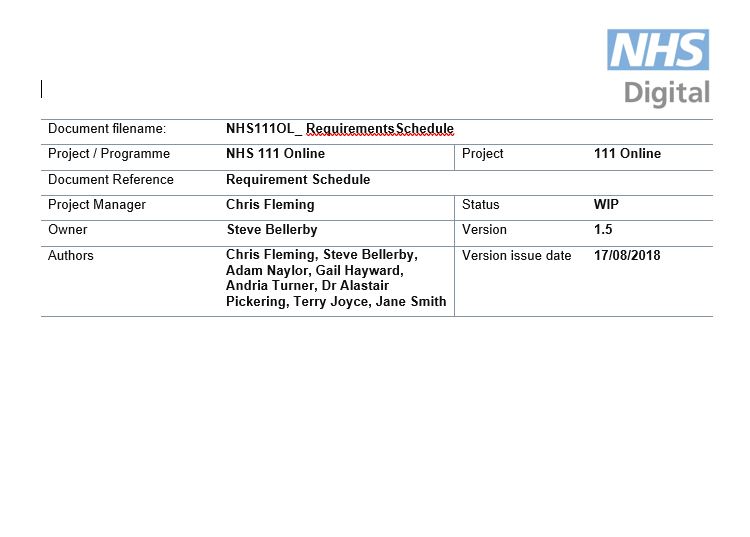 NHS
Digital
Document filename: NHS111OL_ RequirementsSchedule
Project / Programme NHS 111 Online Project 111 Online
Document Reference Requirement Schedule
Project Manager Chris Fleming Status WIP
Owner Steve Bellerby Version 1.5
Authors Chris Fleming, Steve Bellerby, Version issue date 17/08/2018
Adam Naylor, Gail Hayward,
Andria Turner, Dr Alastair
Pickering, Terry Joyce, Jane Smith